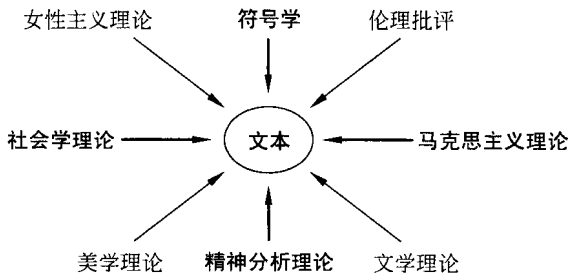 女性主义理论 符号学 伦理批评
社会学理论 文本 马克思主义理论
美学理论 精神分析理论 文学理论